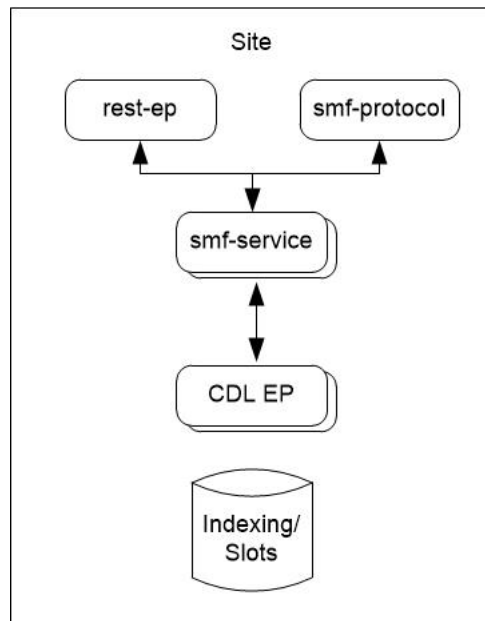 Site
rest-ep
smf-protocol
smf-service
CDL EP
Indexing/
Slots